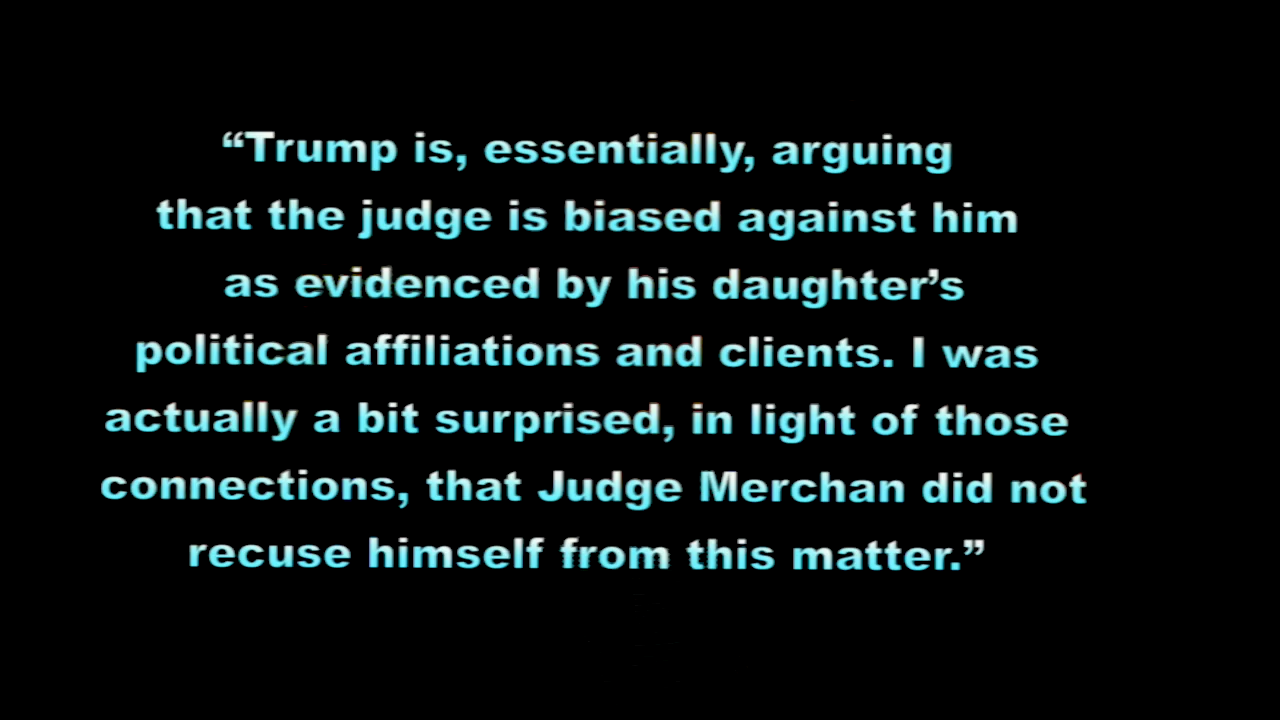 “Trump is, essentially, arguing
that the judge is biased against him
as evidenced by his daughter’s
political affiliations and clients. I was
actually a bit surprised, in light of those
connections, that Judge Merchan did not
recuse himself from this matter.”